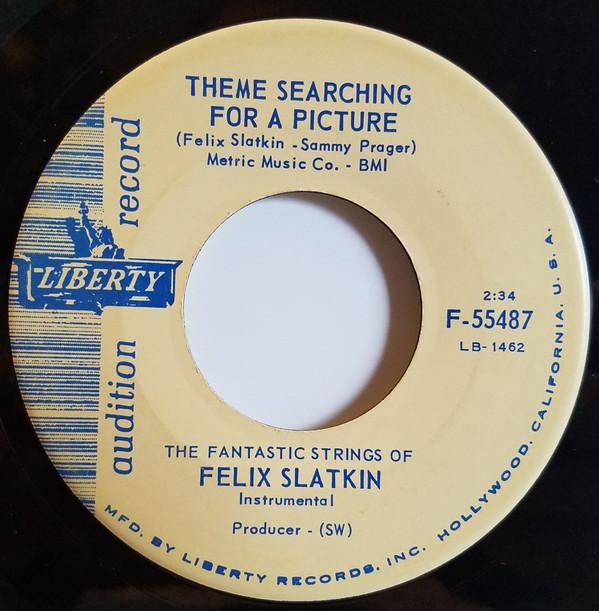 THEME SEARCHING
FOR A PICTURE
(Felix Slatkin - Sammy Prager)
Metric Music Co. - BMI
audition record
LIBERTY
2:34
F-55487
LB-1462
THE FANTASTIC STRINGS OF
FELIX SLATKIN
Instrumental
Producer - (SW)
MFD. BY LIBERTY RECORDS, INC. HOLLYWOOD, CALIFORNIA, U. S. A.